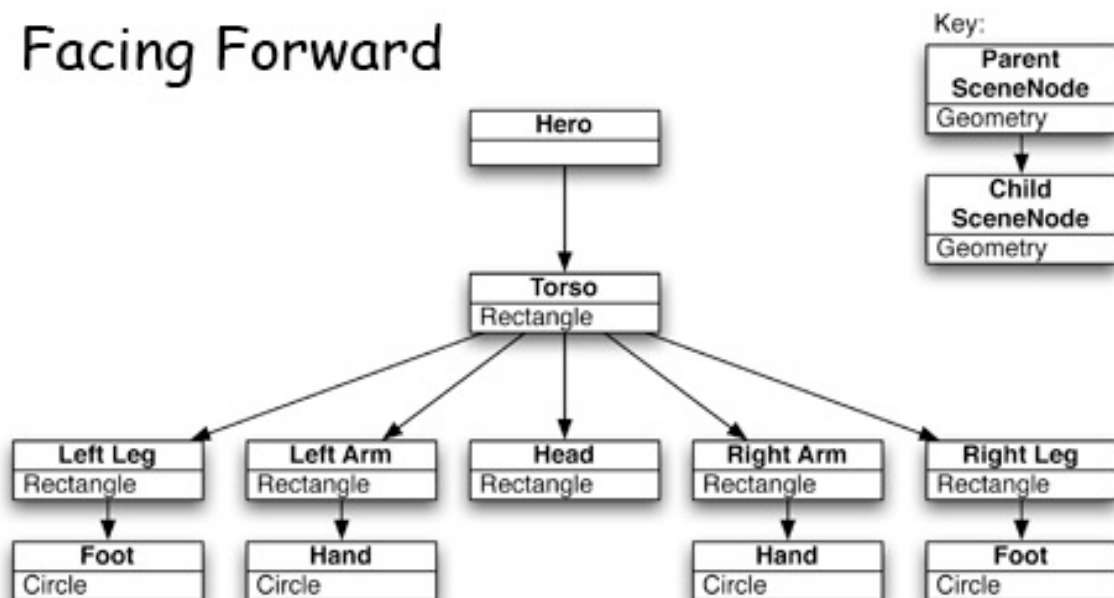 Facing Forward
Key:
Parent
SceneNode
Geometry
Child
SceneNode
Geometry
Hero
Torso
Rectangle
Left Leg
Rectangle
Left Arm
Rectangle
Head
Rectangle
Right Arm
Rectangle
Right Leg
Rectangle
Foot
Circle
Hand
Circle
Hand
Circle
Foot
Circle